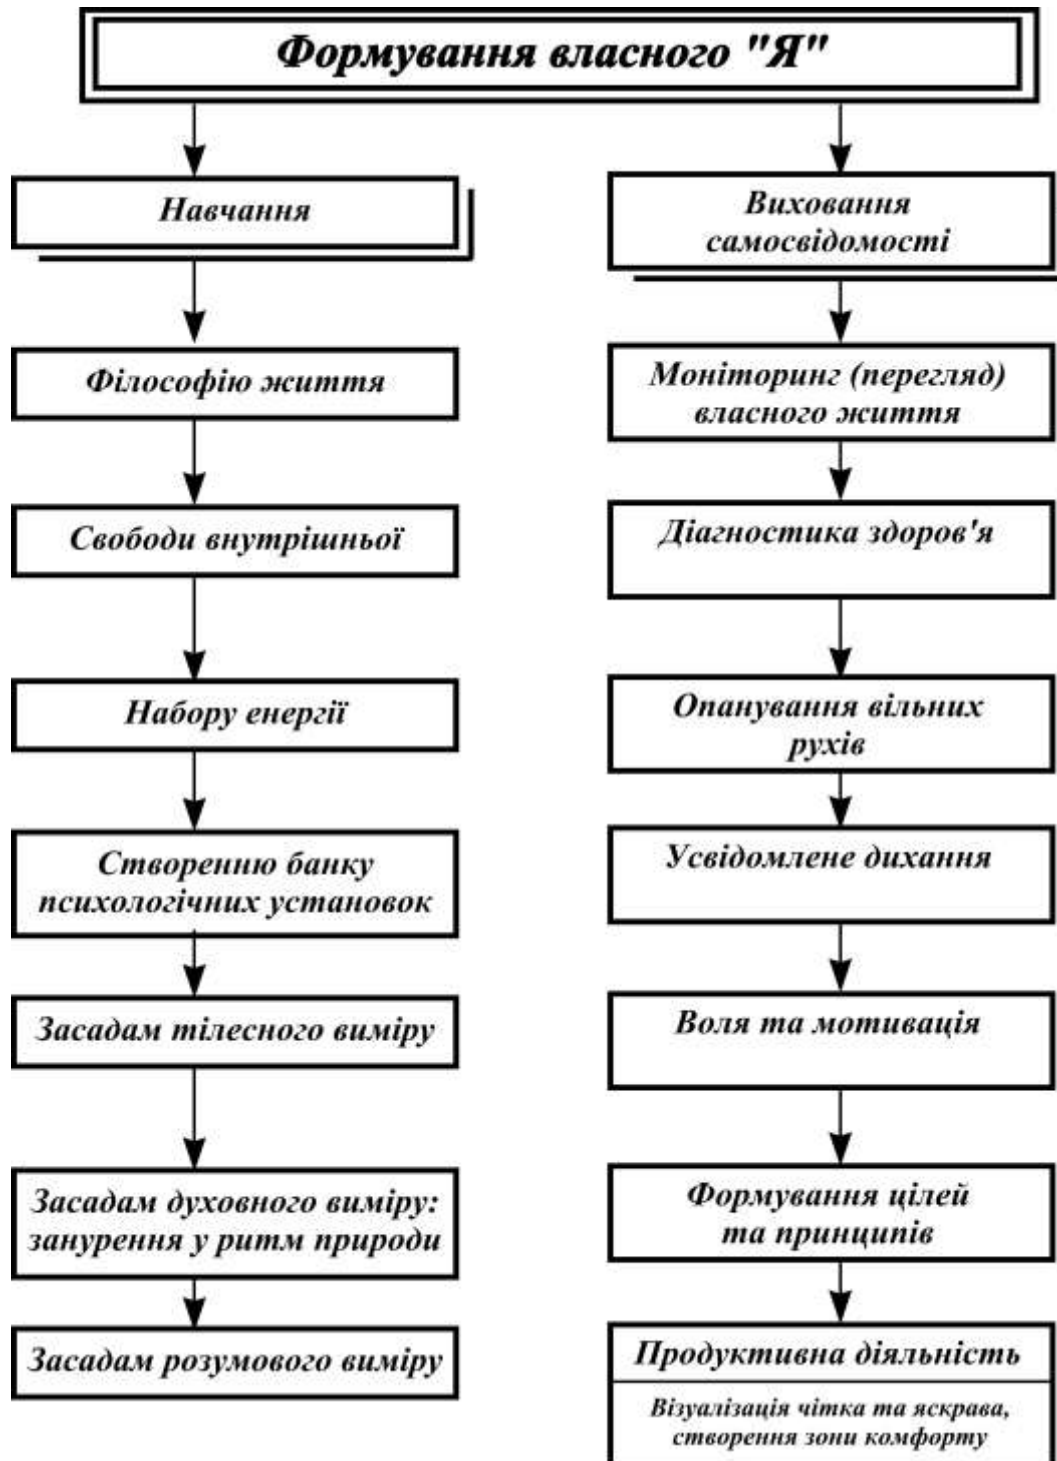 Формування власного "Я"
Навчання
Філософію життя
Свободи внутрішньої
Набору енергії
Створенню банку
психологічних установок
Засадам тілесного виміру
Засадам духовного виміру:
занурення у ритм природи
Засадам розумового виміру
Виховання
самосвідомості
Моніторинг (перегляд)
власного життя
Діагностика здоров'я
Опанування вільних
рухів
Усвідомлене дихання
Воля та мотивація
Формування цілей
та принципів
Продуктивна діяльність
Візуалізація чітка та яскрава,
створення зони комфорту